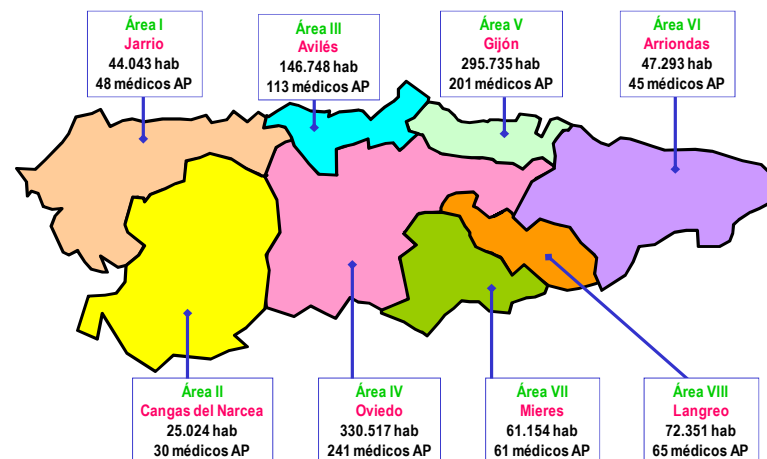 Área I
Jarrio
44.043 hab
48 médicos AP
Área III
Avilés
146.748 hab
113 médicos AP
Área V
Gijón
295.735 hab
201 médicos AP
Área VI
Arriondas
47.293 hab
45 médicos AP
Área II
Cangas del Narcea
25.024 hab
30 médicos AP
Área IV
Oviedo
330.517 hab
241 médicos AP
Área VII
Mieres
61.154 hab
61 médicos AP
Área VIII
Langreo
72.351 hab
65 médicos AP